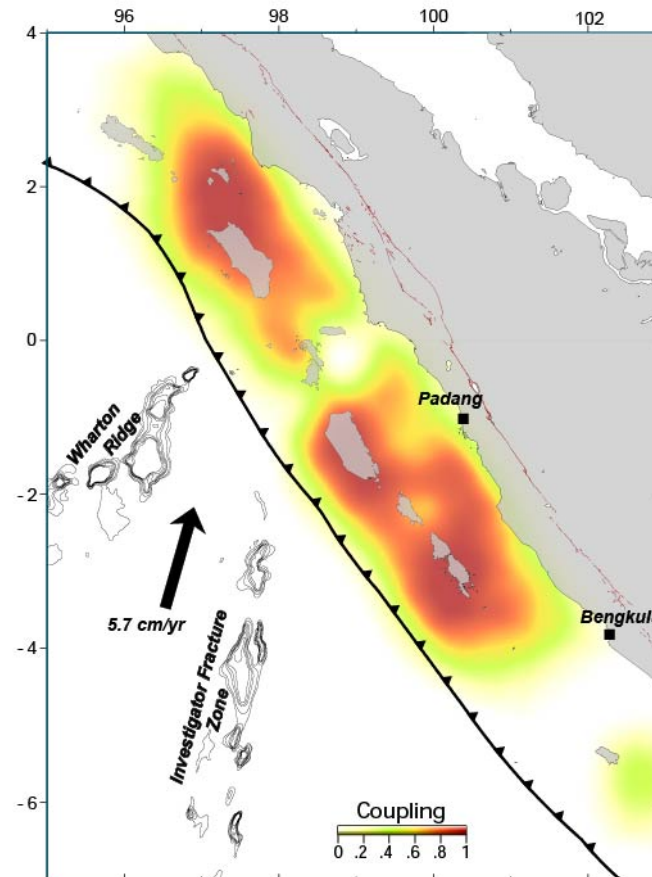 96 98 100 102
4
2
0
-2
-4
-6
Padang
Wharton
Ridge
5.7 cm/yr
Bengkulu
Investigator Fracture
Zone
Coupling
0 .2 .4 .6 .8 1